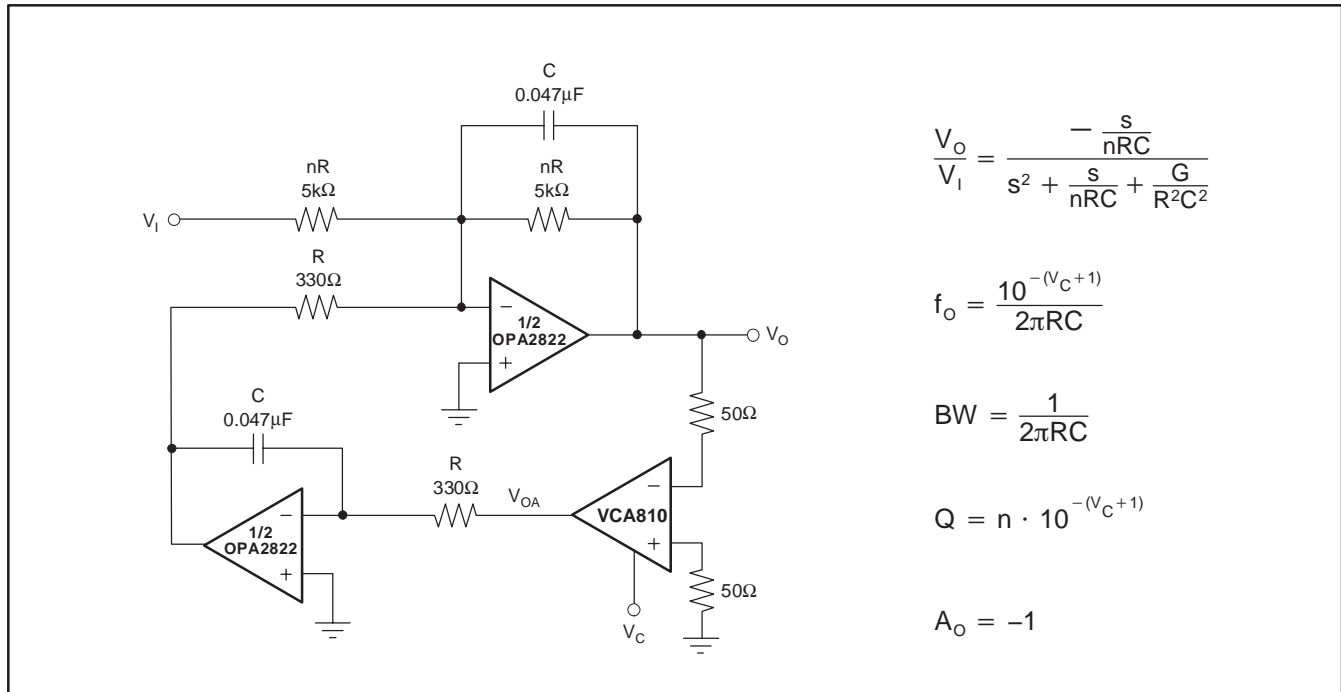 C
0.047μF
nR
5kΩ
nR
5kΩ
V_I
R
330Ω
−
1/2
OPA2822
+
V_O
C
0.047μF
50Ω
R
330Ω
V_OA
−
VCA810
+
−
1/2
OPA2822
+
50Ω
V_C
V_O/V_I = (− s/nRC)/(s² + s/nRC + G/R²C²)
f_O = 10^−(V_C+1)/2πRC
BW = 1/2πRC
Q = n · 10^−(V_C+1)
A_O = −1